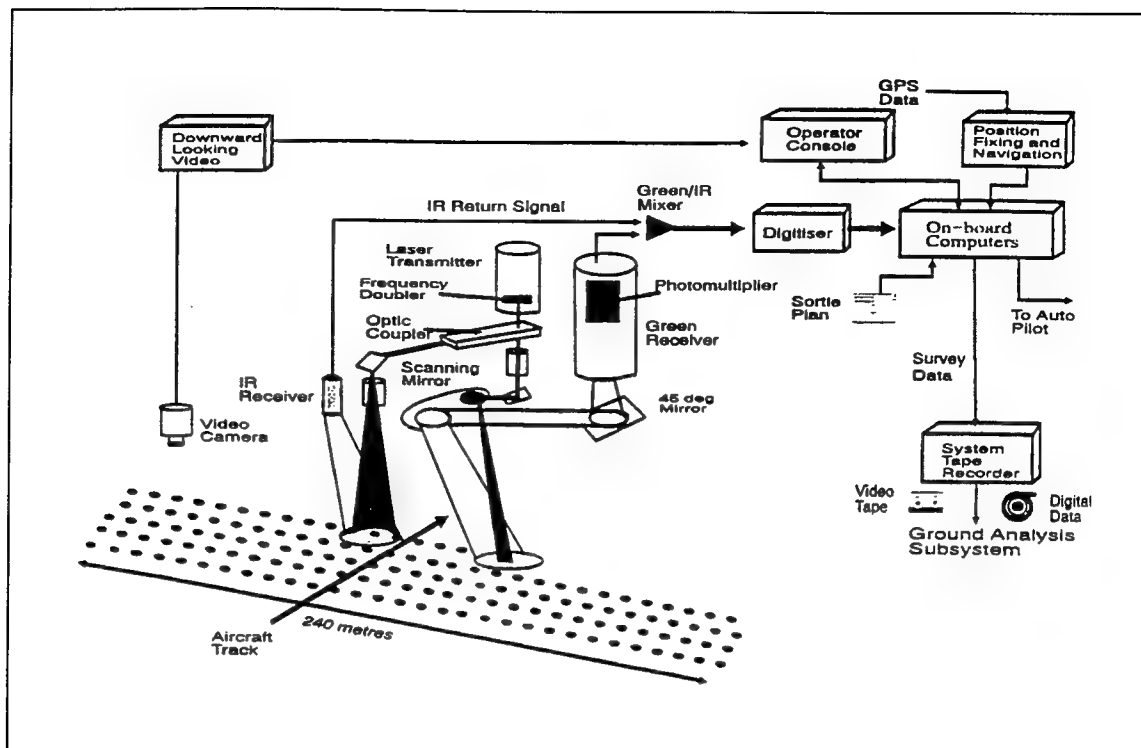 GPS
Data
Downward
Looking
Video
Operator
Console
Position
Fixing and
Navigation
IR Return Signal
Green/IR
Mixer
Digitiser
On-board
Computers
Laser
Transmitter
Frequency
Doubler
Optic
Coupler
Photomultiplier
Green
Receiver
Sortie
Plan
To Auto
Pilot
Scanning
Mirror
IR
Receiver
45 deg
Mirror
Survey
Data
Video
Camera
System
Tape
Recorder
Video
Tape
Digital
Data
Ground Analysis
Subsystem
Aircraft
Track
240 metres